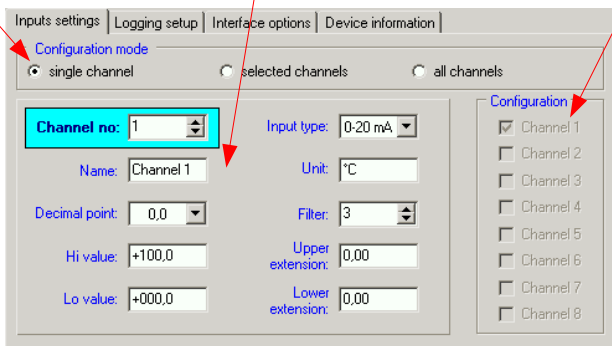 Inputs settings Logging setup Interface options Device information
Configuration mode
single channel selected channels all channels
Channel no: 1 Input type: 0-20 mA
Name: Channel 1 Unit: °C
Decimal point: 0,0 Filter: 3
Hi value: +100,0 Upper extension: 0,00
Lo value: +000,0 Lower extension: 0,00
Configuration
Channel 1
Channel 2
Channel 3
Channel 4
Channel 5
Channel 6
Channel 7
Channel 8